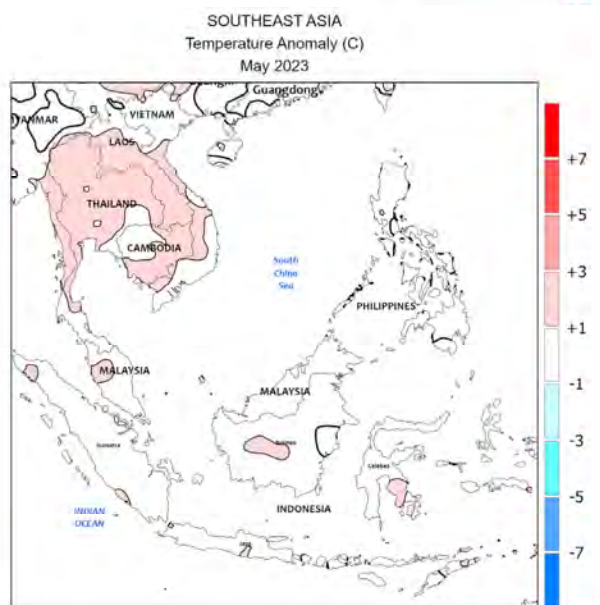 SOUTHEAST ASIA
Temperature Anomaly (C)
May 2023
Guangdong
VIETNAM
LAOS
THAILAND
CAMBODIA
South
China
Sea
PHILIPPINES
MALAYSIA
MALAYSIA
INDONESIA
INDIAN
OCEAN
+7
+5
+3
+1
-1
-3
-5
-7